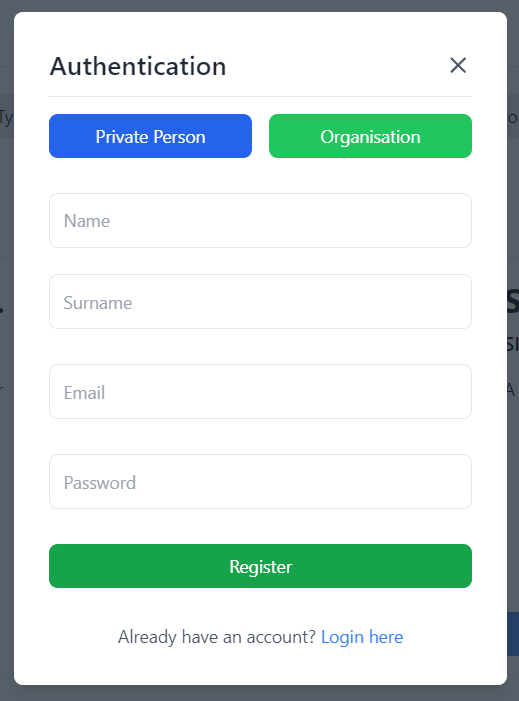 Authentication
Private Person
Organisation
Name
Surname
Email
Password
Register
Already have an account? Login here